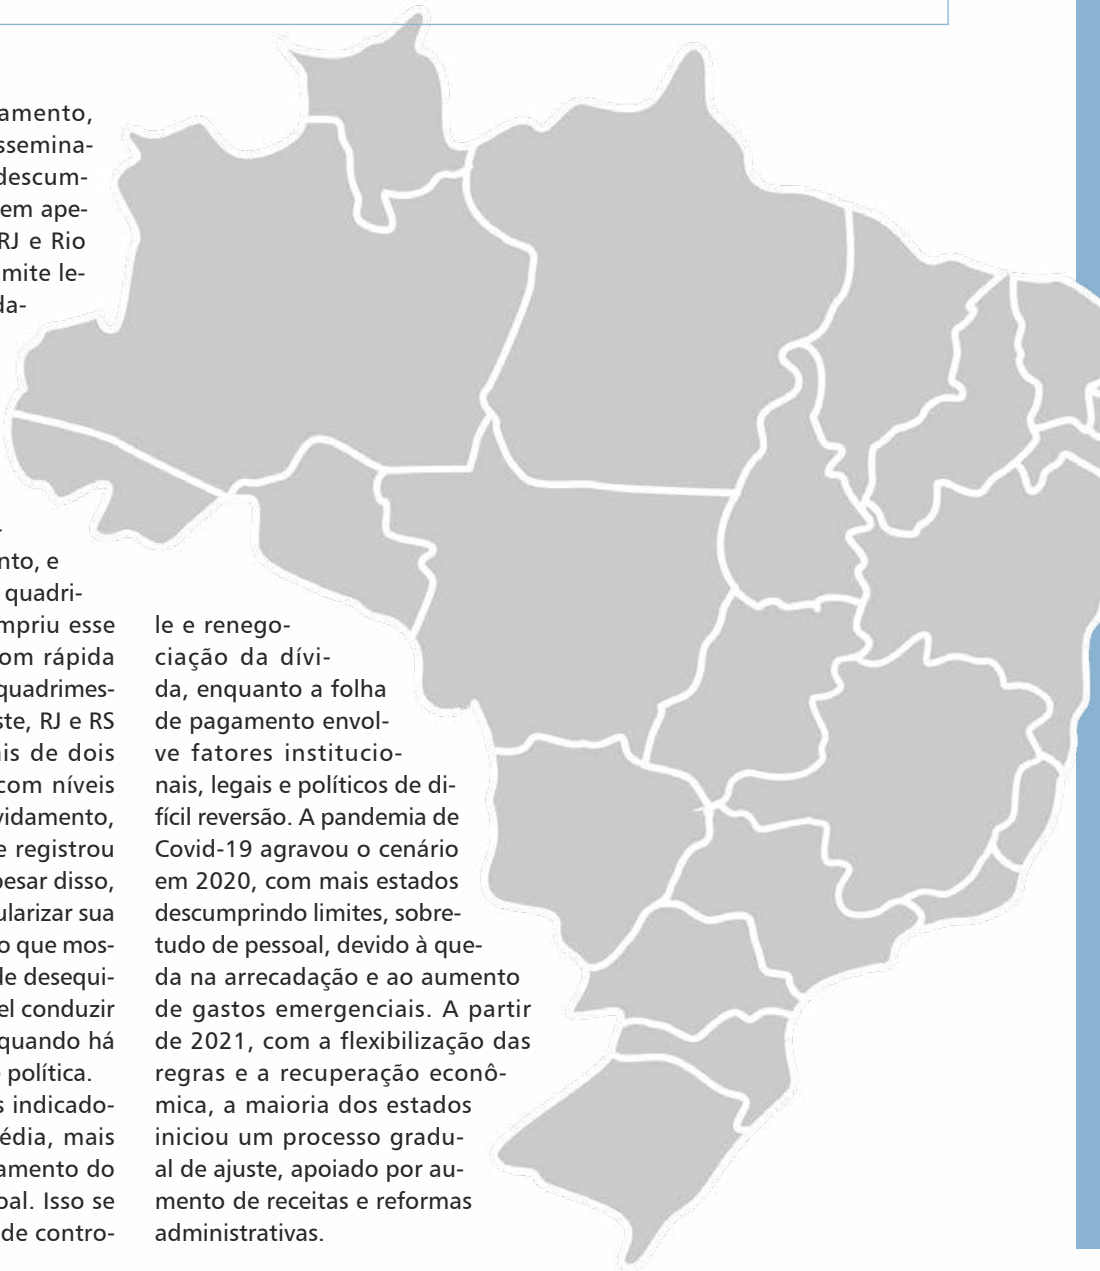 amento,
ssemina-
descum-
em ape-
RJ e Rio
mite le-
da-
nto, e
quadri-
mpriu esse
om rápida
quadrimes-
ste, RJ e RS
is de dois
com níveis
vidamento,
e registrou
pesar disso,
ularizar sua
o que mos-
de desequi-
el conduzir
quando há
política.
s indicado-
édia, mais
amento do
oal. Isso se
de contro-
le e renego-
ciação da dívi-
da, enquanto a folha
de pagamento envol-
ve fatores institucio-
nais, legais e políticos de di-
fícil reversão. A pandemia de
Covid-19 agravou o cenário
em 2020, com mais estados
descumprindo limites, sobre-
tudo de pessoal, devido à que-
da na arrecadação e ao aumento
de gastos emergenciais. A partir
de 2021, com a flexibilização das
regras e a recuperação econô-
mica, a maioria dos estados
iniciou um processo gradu-
al de ajuste, apoiado por au-
mento de receitas e reformas
administrativas.